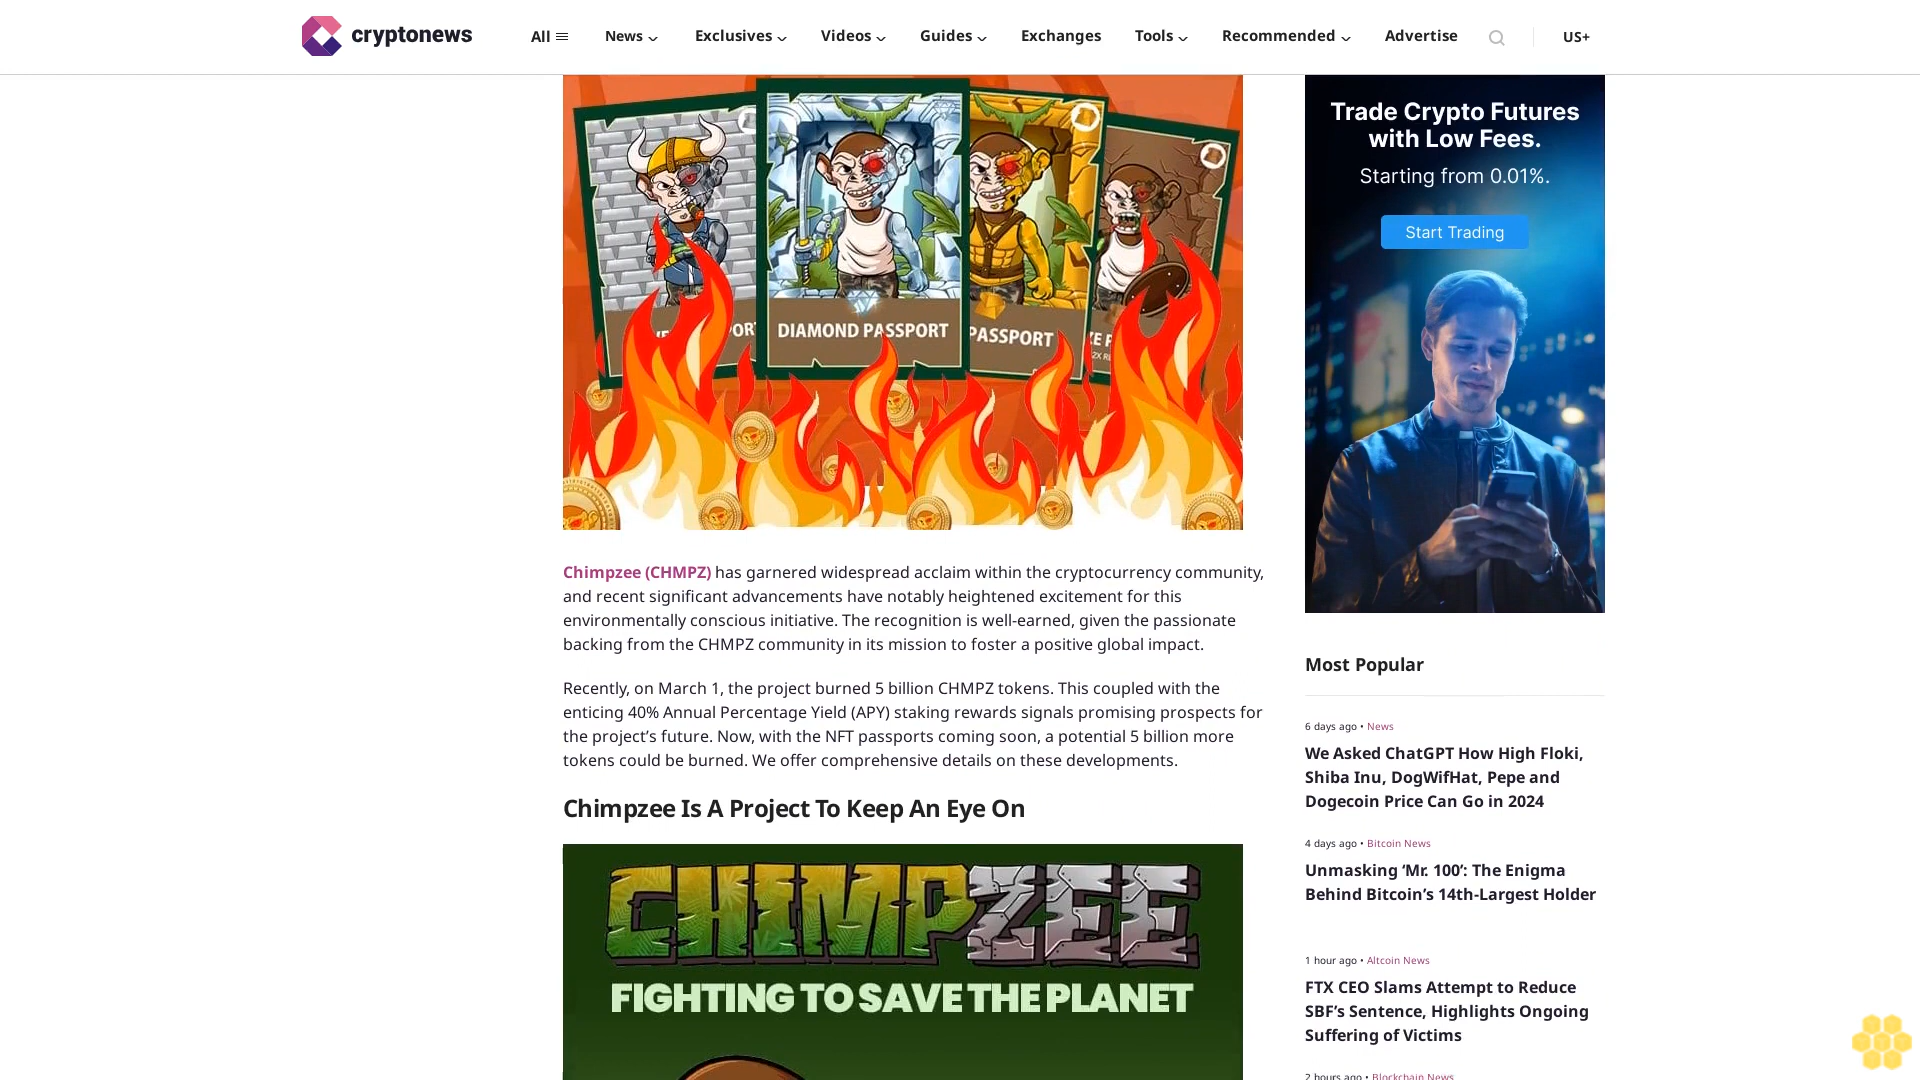 cryptonews
All
News
Exclusives
Videos
Guides
Exchanges
Tools
Recommended
Advertise
US+
DIAMOND PASSPORT
PASSPORT
Trade Crypto Futures
with Low Fees.
Starting from 0.01%.
Start Trading
Chimpzee (CHMPZ) has garnered widespread acclaim within the cryptocurrency community,
and recent significant advancements have notably heightened excitement for this
environmentally conscious initiative. The recognition is well-earned, given the passionate
backing from the CHMPZ community in its mission to foster a positive global impact.
Recently, on March 1, the project burned 5 billion CHMPZ tokens. This coupled with the
enticing 40% Annual Percentage Yield (APY) staking rewards signals promising prospects for
the project’s future. Now, with the NFT passports coming soon, a potential 5 billion more
tokens could be burned. We offer comprehensive details on these developments.
Chimpzee Is A Project To Keep An Eye On
CHIMPZEE
FIGHTING TO SAVE THE PLANET
Most Popular
6 days ago • News
We Asked ChatGPT How High Floki,
Shiba Inu, DogWifHat, Pepe and
Dogecoin Price Can Go in 2024
4 days ago • Bitcoin News
Unmasking ‘Mr. 100’: The Enigma
Behind Bitcoin’s 14th-Largest Holder
1 hour ago • Altcoin News
FTX CEO Slams Attempt to Reduce
SBF’s Sentence, Highlights Ongoing
Suffering of Victims
2 hours ago • Blockchain News